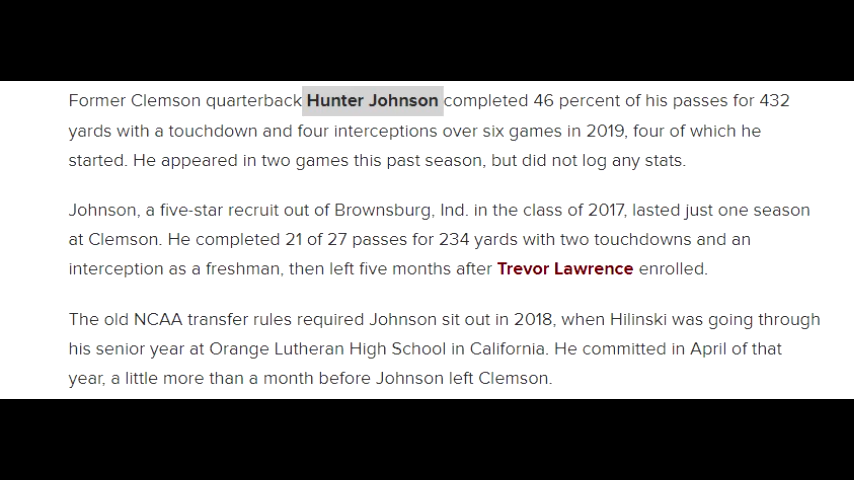 Former Clemson quarterback Hunter Johnson completed 46 percent of his passes for 432
yards with a touchdown and four interceptions over six games in 2019, four of which he
started. He appeared in two games this past season, but did not log any stats.
Johnson, a five-star recruit out of Brownsburg, Ind. in the class of 2017, lasted just one season
at Clemson. He completed 21 of 27 passes for 234 yards with two touchdowns and an
interception as a freshman, then left five months after Trevor Lawrence enrolled.
The old NCAA transfer rules required Johnson sit out in 2018, when Hilinski was going through
his senior year at Orange Lutheran High School in California. He committed in April of that
year, a little more than a month before Johnson left Clemson.